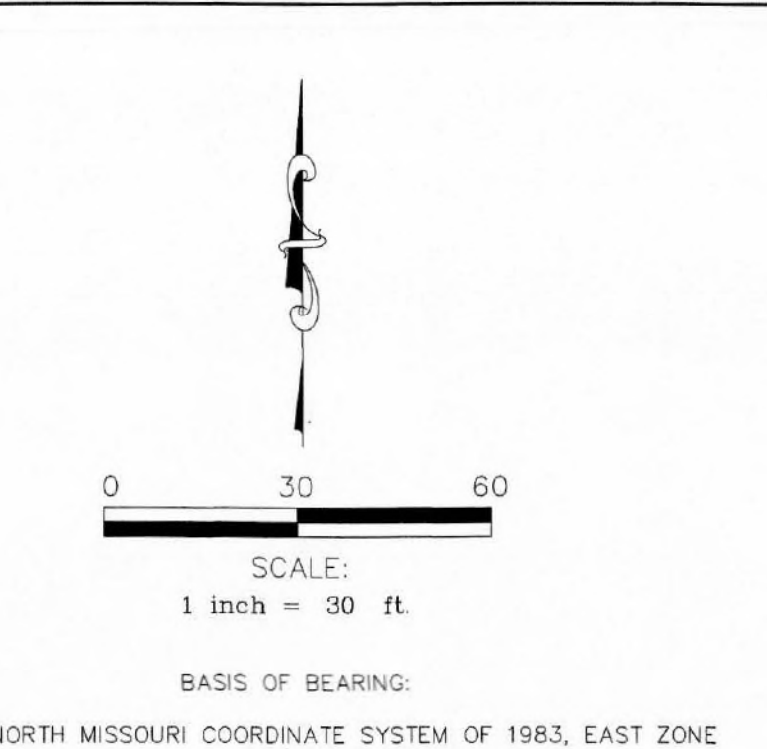 0 30 60
SCALE:
1 inch = 30 ft.
BASIS OF BEARING:
NORTH MISSOURI COORDINATE SYSTEM OF 1983, EAST ZONE